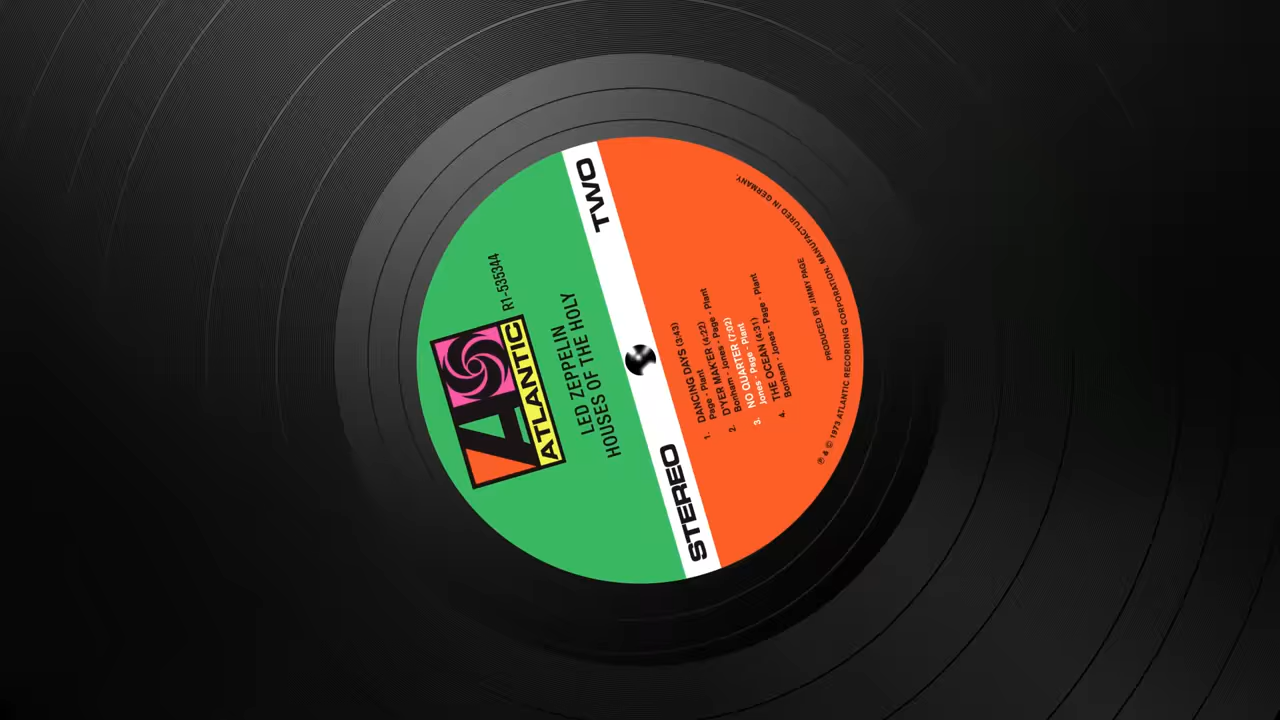 ATLANTIC
R1-535344
LED ZEPPELIN
HOUSES OF THE HOLY
STEREO
TWO
1. DANCING DAYS (3:43)
Page - Plant
2. D'YER MAK'ER (4:22)
Bonham - Jones - Page - Plant
3. NO QUARTER (7:02)
Jones - Page - Plant
4. THE OCEAN (4:31)
Bonham - Jones - Page - Plant
PRODUCED BY JIMMY PAGE
℗ & © 1973 ATLANTIC RECORDING CORPORATION. MANUFACTURED IN GERMANY.